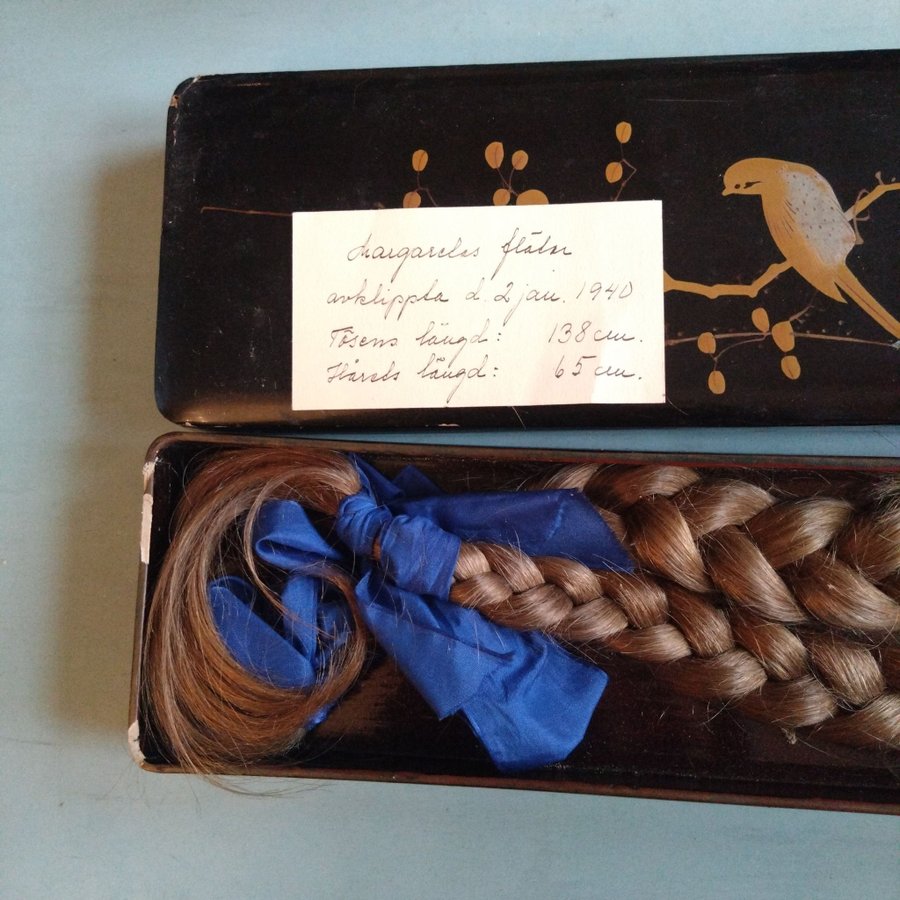 Margaretas flätor
avklippta d. 2 jan. 1940
Tösens längd: 138 cm.
Hårets längd: 65 cm.